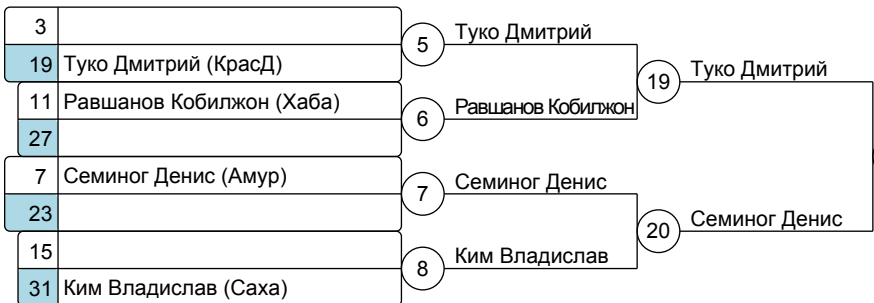 3
19 Туко Дмитрий (КрасД)
5 Туко Дмитрий
19 Туко Дмитрий
11 Равшанов Кобилжон (Хаба)
27
6 Равшанов Кобилжон
7 Семиног Денис (Амур)
23
7 Семиног Денис
20 Семиног Денис
15
31 Ким Владислав (Саха)
8 Ким Владислав